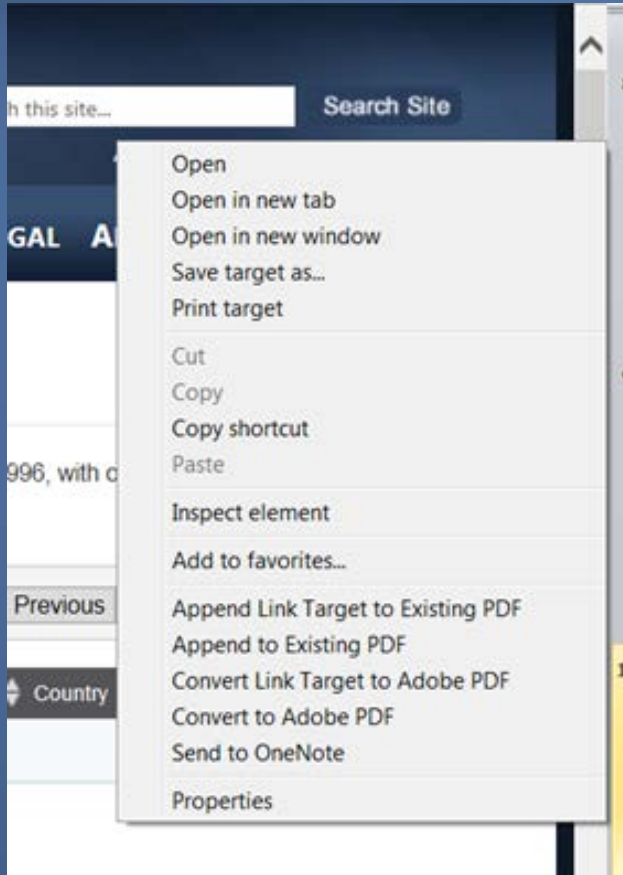 h this site...
Search Site
Open
Open in new tab
Open in new window
GAL
Save target as...
Print target
Cut
Copy
Copy shortcut
996, with
Paste
Inspect element
Add to favorites...
Previous
Append Link Target to Existing PDF
Append to Existing PDF
Country
Convert Link Target to Adobe PDF
Convert to Adobe PDF
Send to OneNote
Properties